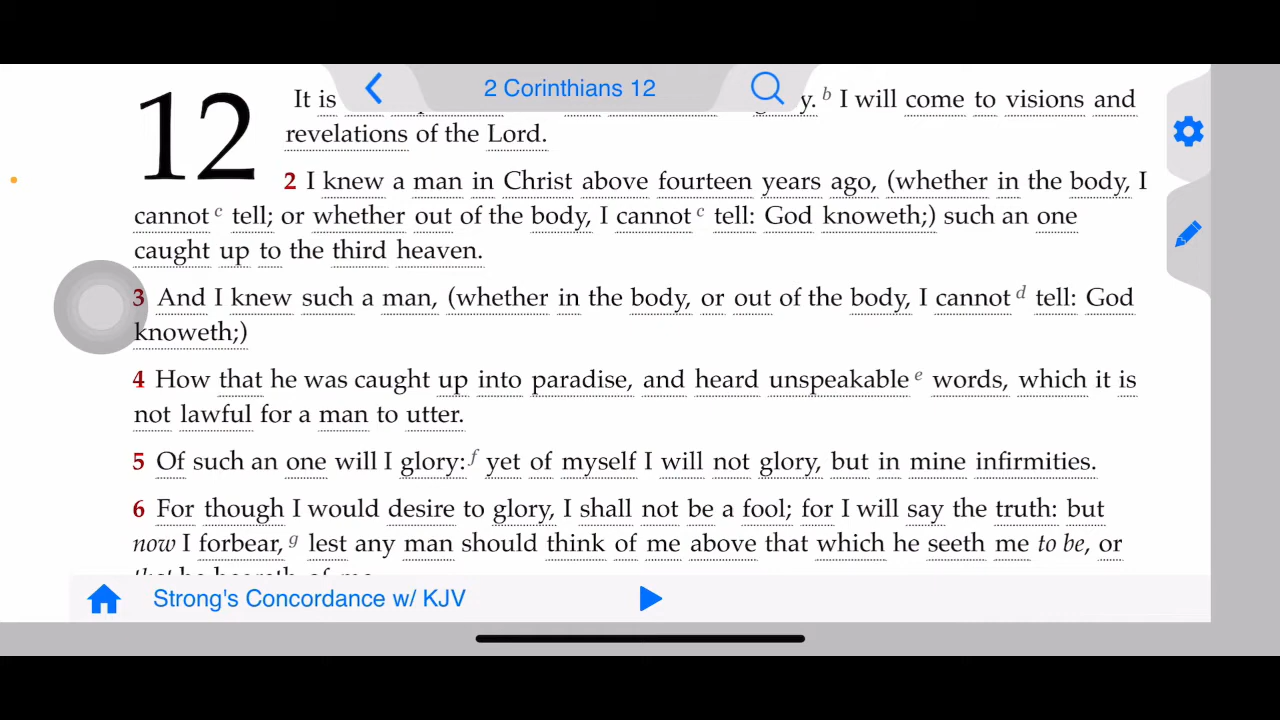 2 Corinthians 12
12
It is y. b I will come to visions and
revelations of the Lord.
2 I knew a man in Christ above fourteen years ago, (whether in the body, I
cannot c tell; or whether out of the body, I cannot c tell: God knoweth;) such an one
caught up to the third heaven.
3 And I knew such a man, (whether in the body, or out of the body, I cannot d tell: God
knoweth;)
4 How that he was caught up into paradise, and heard unspeakable e words, which it is
not lawful for a man to utter.
5 Of such an one will I glory: f yet of myself I will not glory, but in mine infirmities.
6 For though I would desire to glory, I shall not be a fool; for I will say the truth: but
now I forbear, g lest any man should think of me above that which he seeth me to be, or
Strong's Concordance w/ KJV